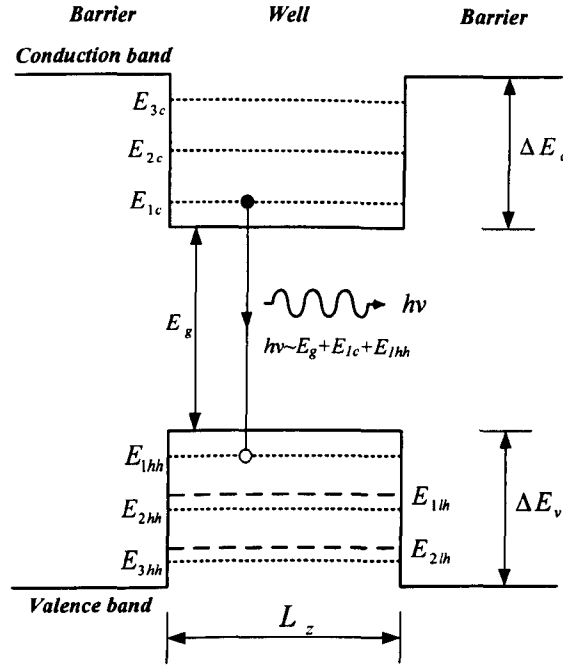 Barrier Well Barrier
Conduction band
E3c
E2c
ΔE
E1c
Eg
hν
hν~Eg+E1c+E1hh
E1hh
E1lh
E2hh
ΔEv
E2lh
E3hh
Valence band
Lz